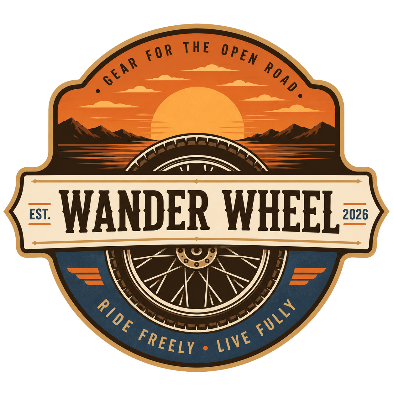 • GEAR FOR THE OPEN ROAD •
EST. WANDER WHEEL 2026
RIDE FREELY • LIVE FULLY